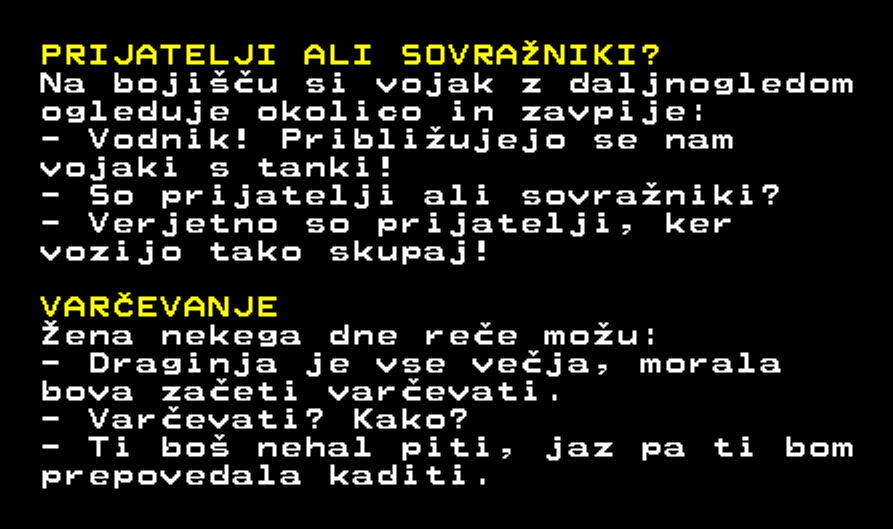 PRIJATELJI ALI SOVRAŽNIKI?
Na bojišču si vojak z daljnogledom
ogleduje okolico in zavpije:
- Vodnik! Približujejo se nam
vojaki s tanki!
- So prijatelji ali sovražniki?
- Verjetno so prijatelji, ker
vozijo tako skupaj!
VARČEVANJE
Žena nekega dne reče možu:
- Draginja je vse večja, morala
bova začeti varčevati.
- Varčevati? Kako?
- Ti boš nehal piti, jaz pa ti bom
prepovedala kaditi.